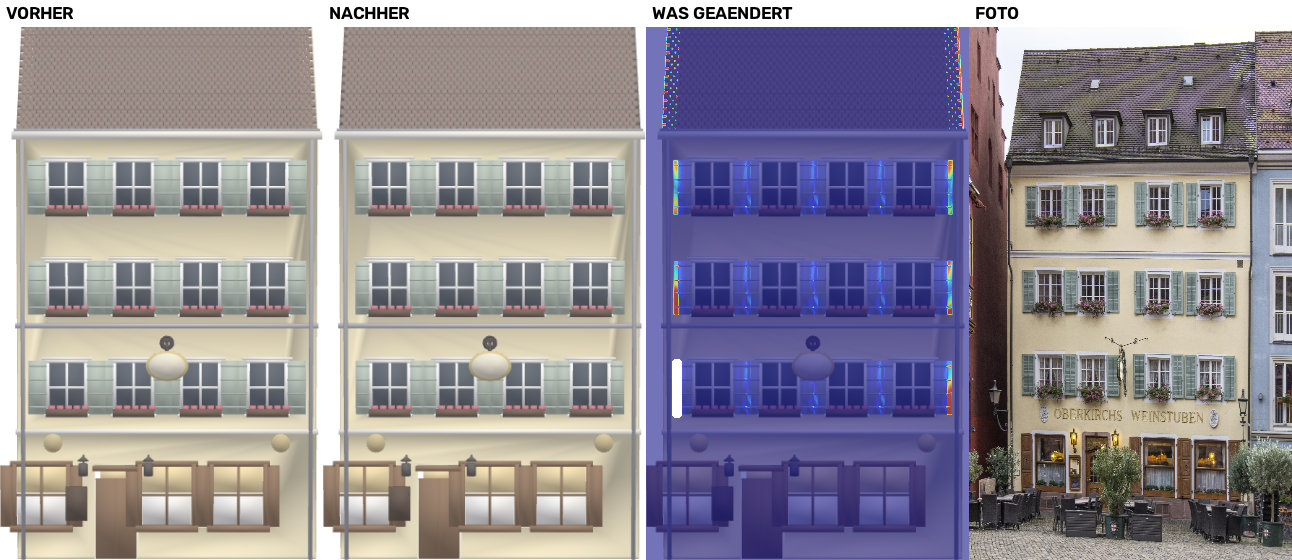 VORHER
NACHHER
WAS GEAENDERT
FOTO
OBERKIRCHS WEINSTUBEN